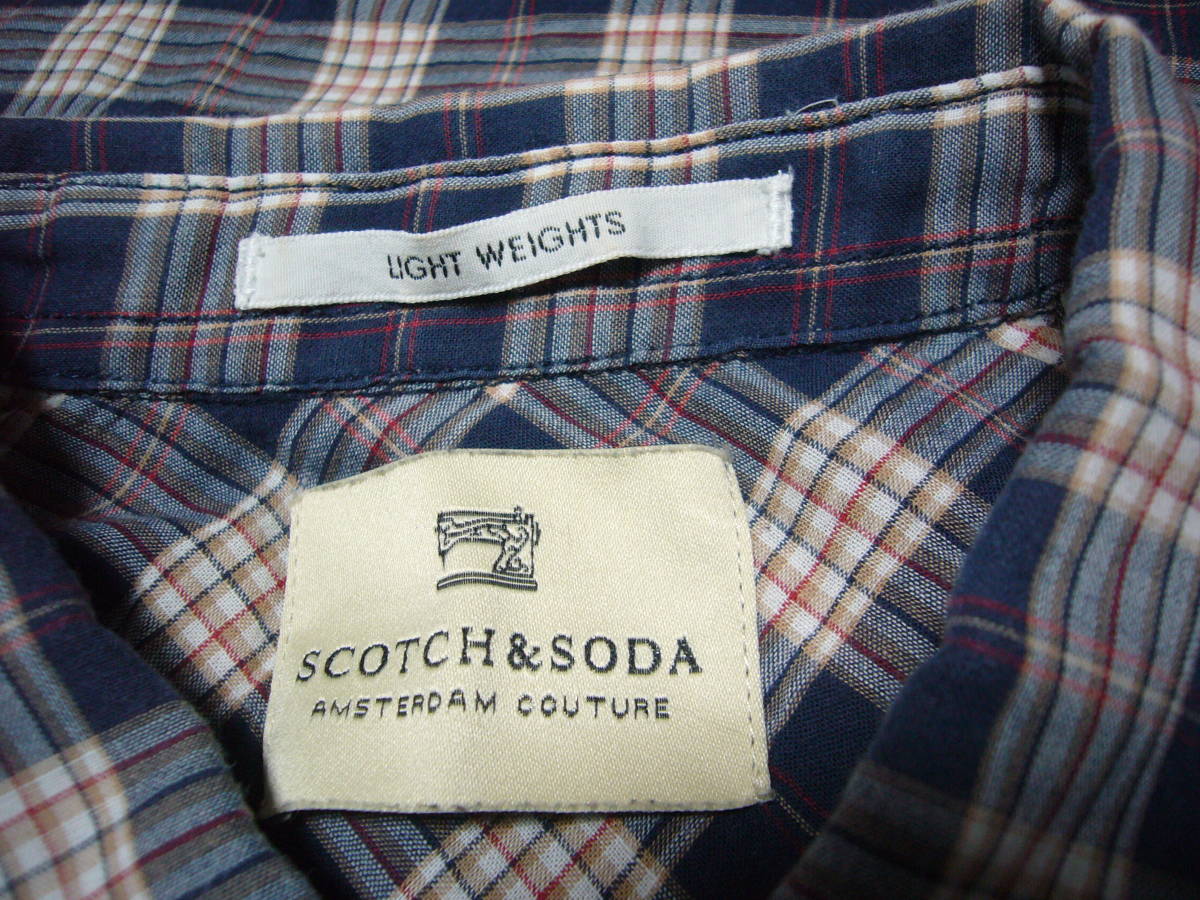 LIGHT WEIGHTS
SCOTCH & SODA
AMSTERDAM COUTURE